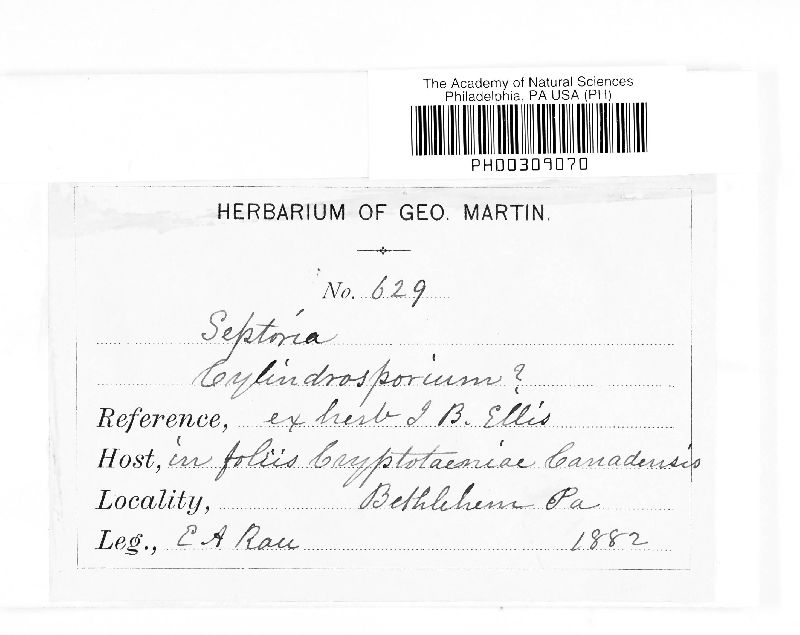 The Academy of Natural Sciences
Philadelphia, PA USA (PH)
PH00309070
HERBARIUM OF GEO. MARTIN.
No. 629
Septoria
Cylindrosporium?
Reference, ex herb J B. Ellis
Host, in foliis Cryptotaeniae Canadensis
Locality, Bethlehem Pa
Leg., E A Rau 1882